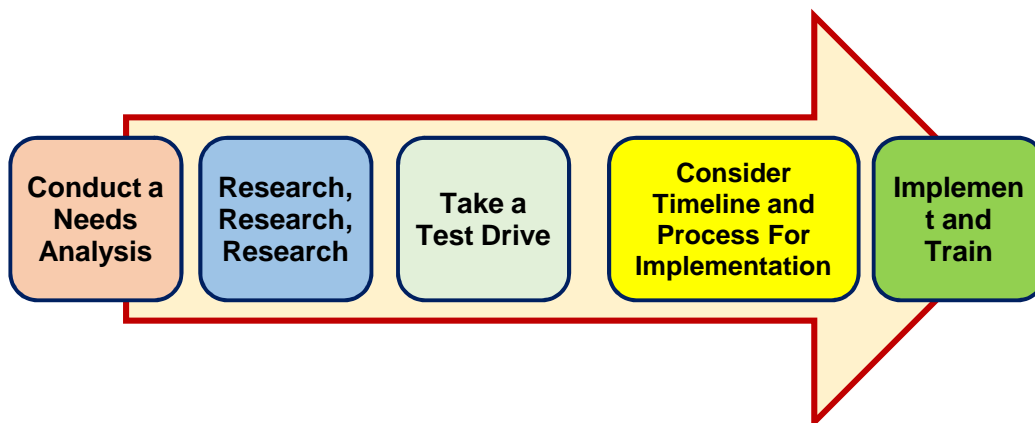 Conduct a
Needs
Analysis
Research,
Research,
Research
Take a
Test Drive
Consider
Timeline and
Process For
Implementation
Implemen
t and
Train